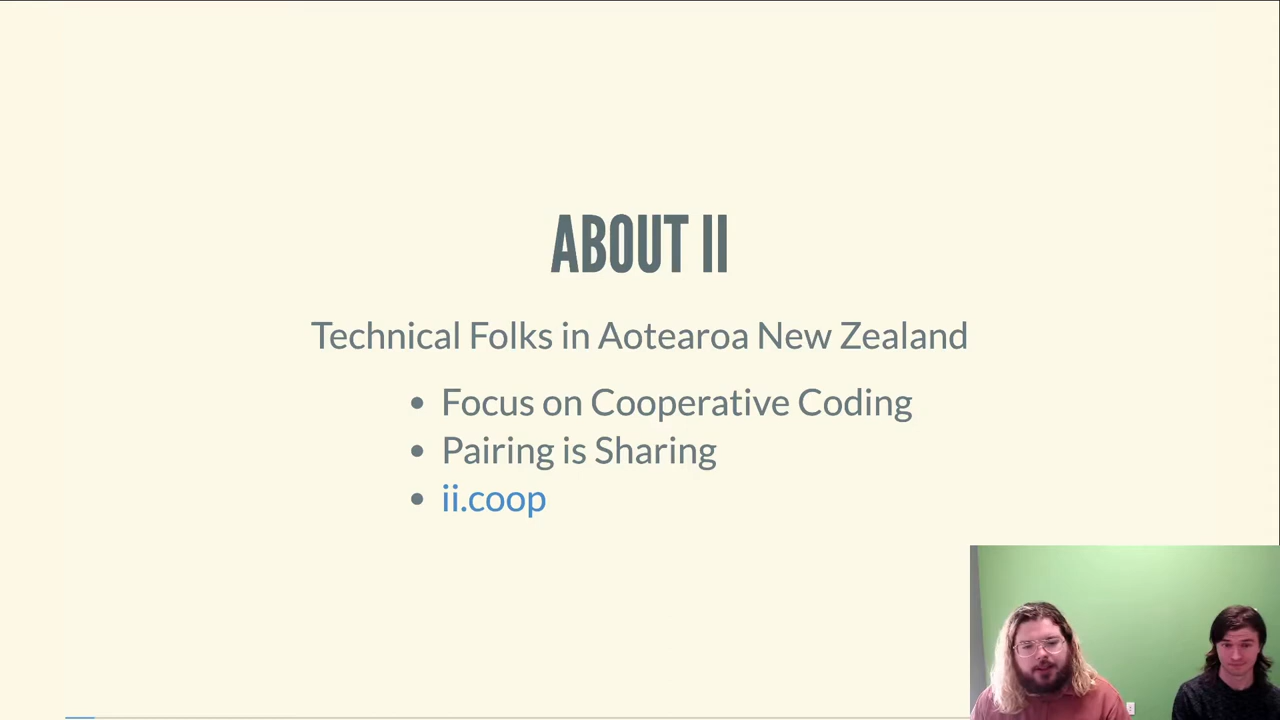 ABOUT II
Technical Folks in Aotearoa New Zealand
Focus on Cooperative Coding
Pairing is Sharing
ii.coop